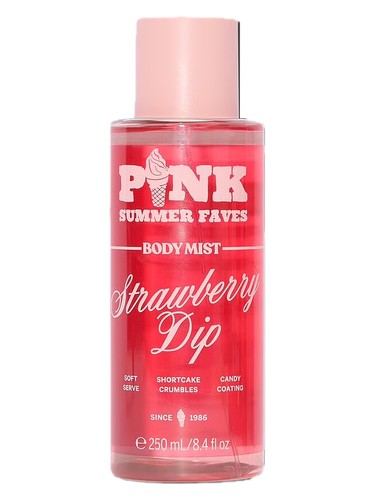 PINK
SUMMER FAVES
BODY MIST
Strawberry
Dip
SOFT SERVE
SHORTCAKE CRUMBLES
CANDY COATING
SINCE 1986
℮ 250 mL/8.4 fl oz